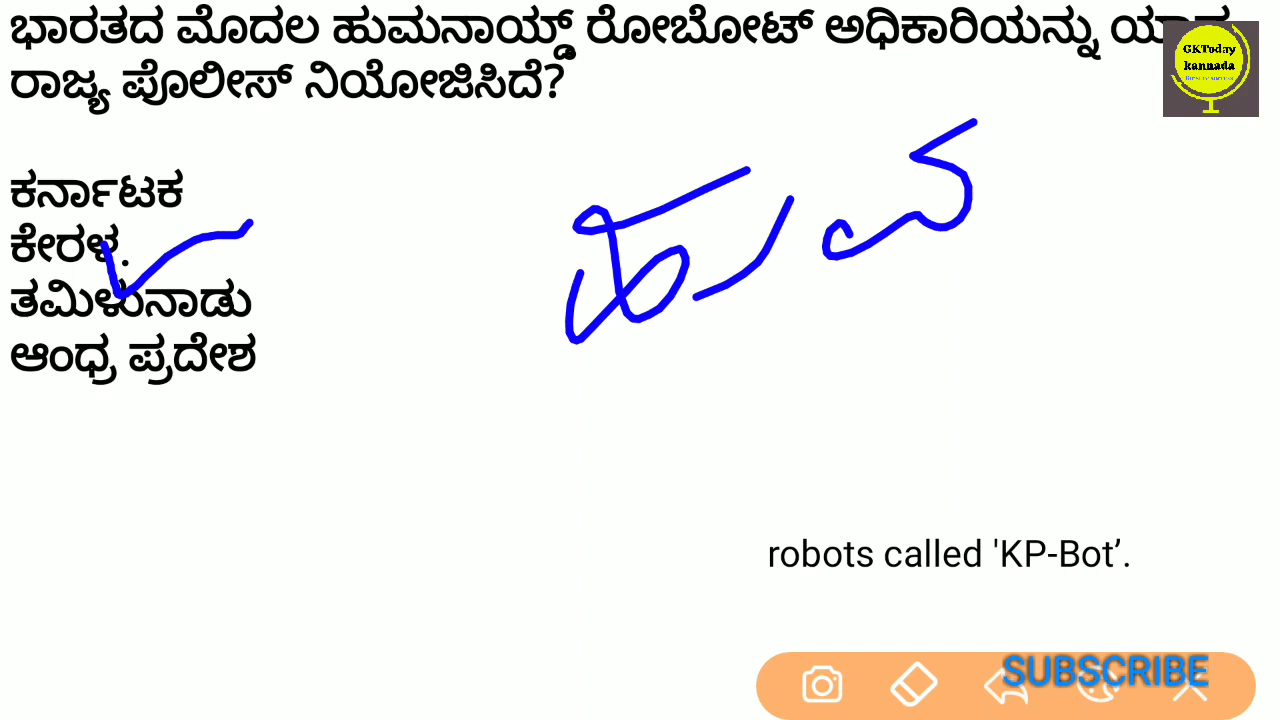 ಭಾರತದ ಮೊದಲ ಹುಮನಾಯ್ಡ್ ರೋಬೋಟ್ ಅಧಿಕಾರಿಯನ್ನು
ರಾಜ್ಯ ಪೊಲೀಸ್ ನಿಯೋಜಿಸಿದೆ?
GKToday
kannada
ಕರ್ನಾಟಕ
ಕೇರಳ.
ತಮಿಳುನಾಡು
ಆಂಧ್ರ ಪ್ರದೇಶ
robots called 'KP-Bot’.
SUBSCRIBE